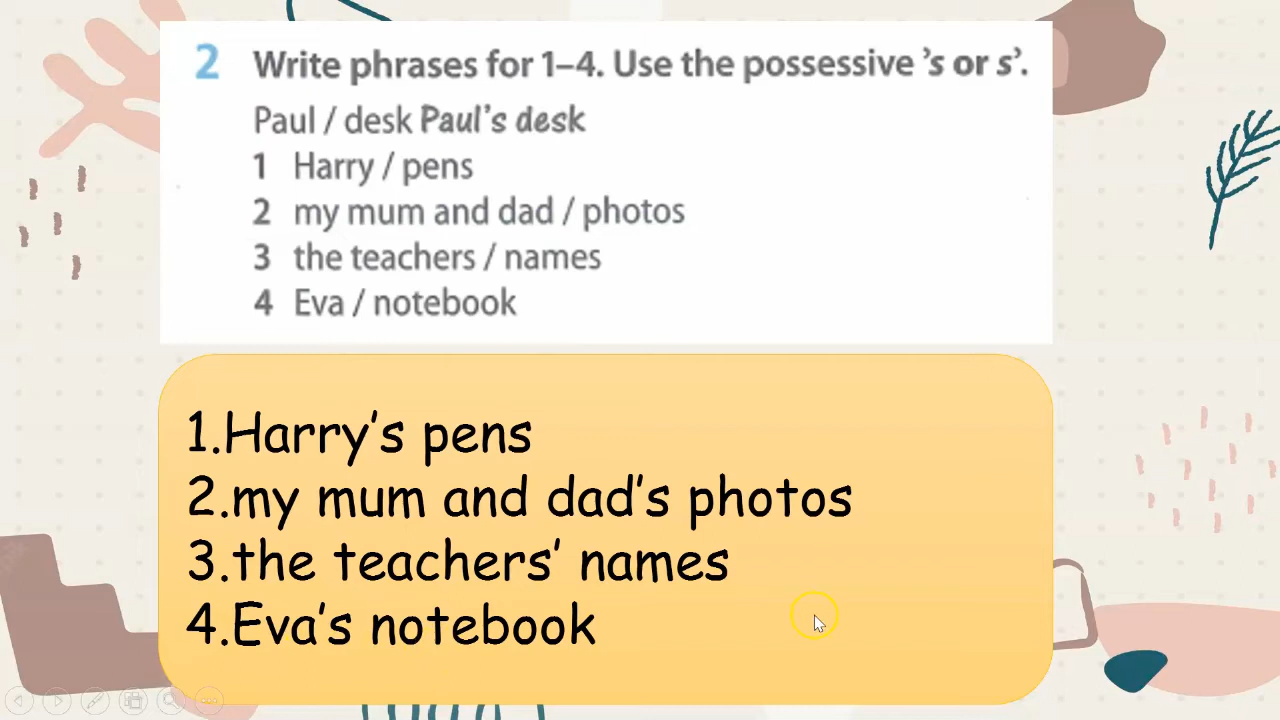 2 Write phrases for 1–4. Use the possessive ’s or s’.
Paul / desk Paul’s desk
1 Harry / pens
2 my mum and dad / photos
3 the teachers / names
4 Eva / notebook
1.Harry’s pens
2.my mum and dad’s photos
3.the teachers’ names
4.Eva’s notebook